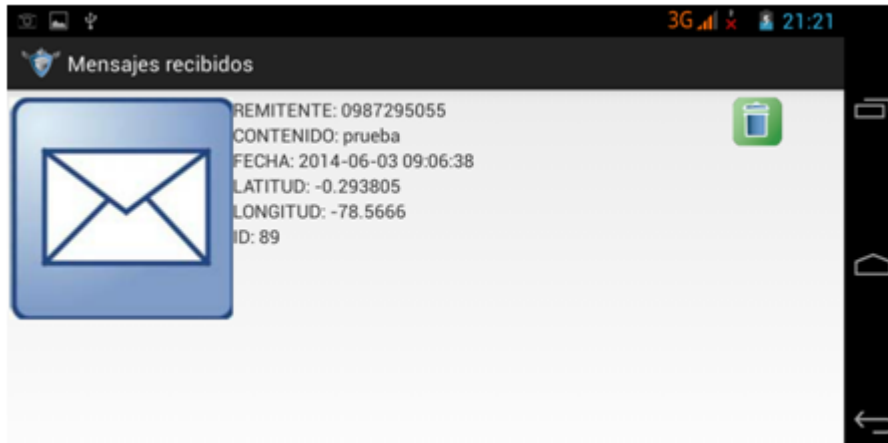 3G 21:21
Mensajes recibidos
REMITENTE: 0987295055
CONTENIDO: prueba
FECHA: 2014-06-03 09:06:38
LATITUD: -0.293805
LONGITUD: -78.5666
ID: 89